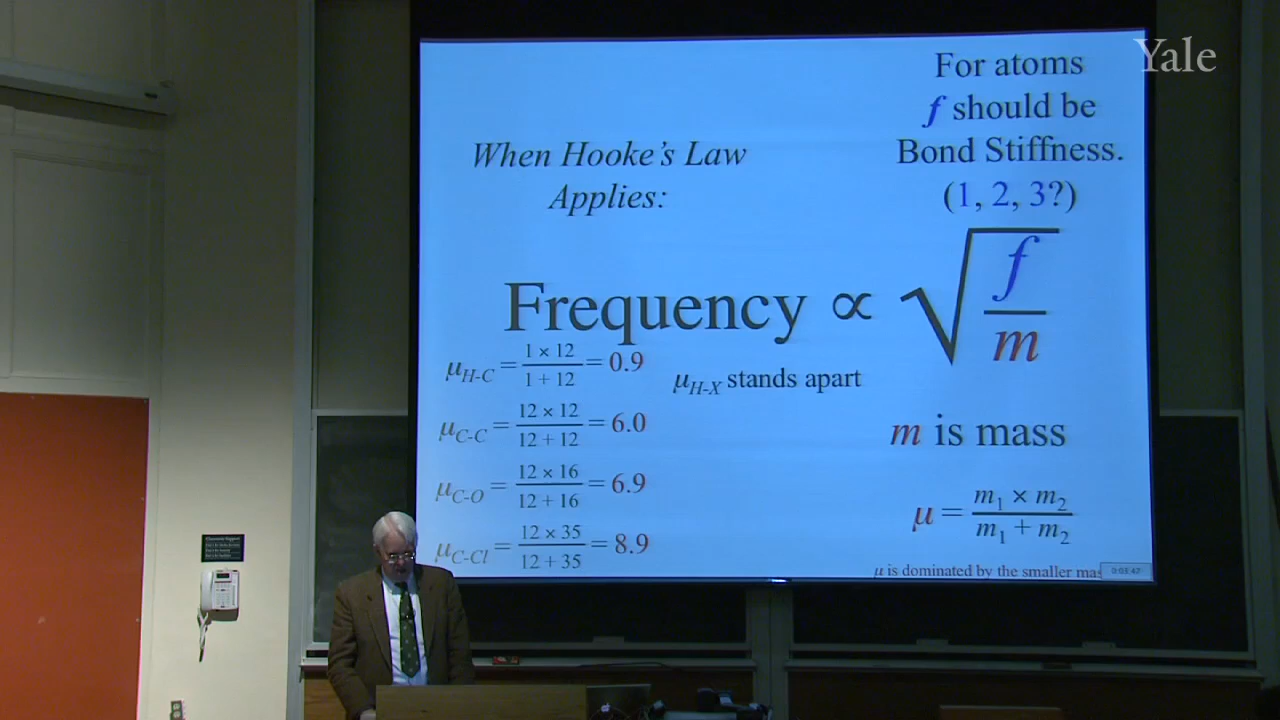 Yale
For atoms
f should be
Bond Stiffness.
(1, 2, 3?)
When Hooke's Law
Applies:
Frequency ∝ √(f/m)
μH-C = 1 × 12 / 1 + 12 = 0.9
μH-X stands apart
μC-C = 12 × 12 / 12 + 12 = 6.0
μC-O = 12 × 16 / 12 + 16 = 6.9
μC-Cl = 12 × 35 / 12 + 35 = 8.9
m is mass
μ = m1 × m2 / m1 + m2
μ is dominated by the smaller
0:03:47